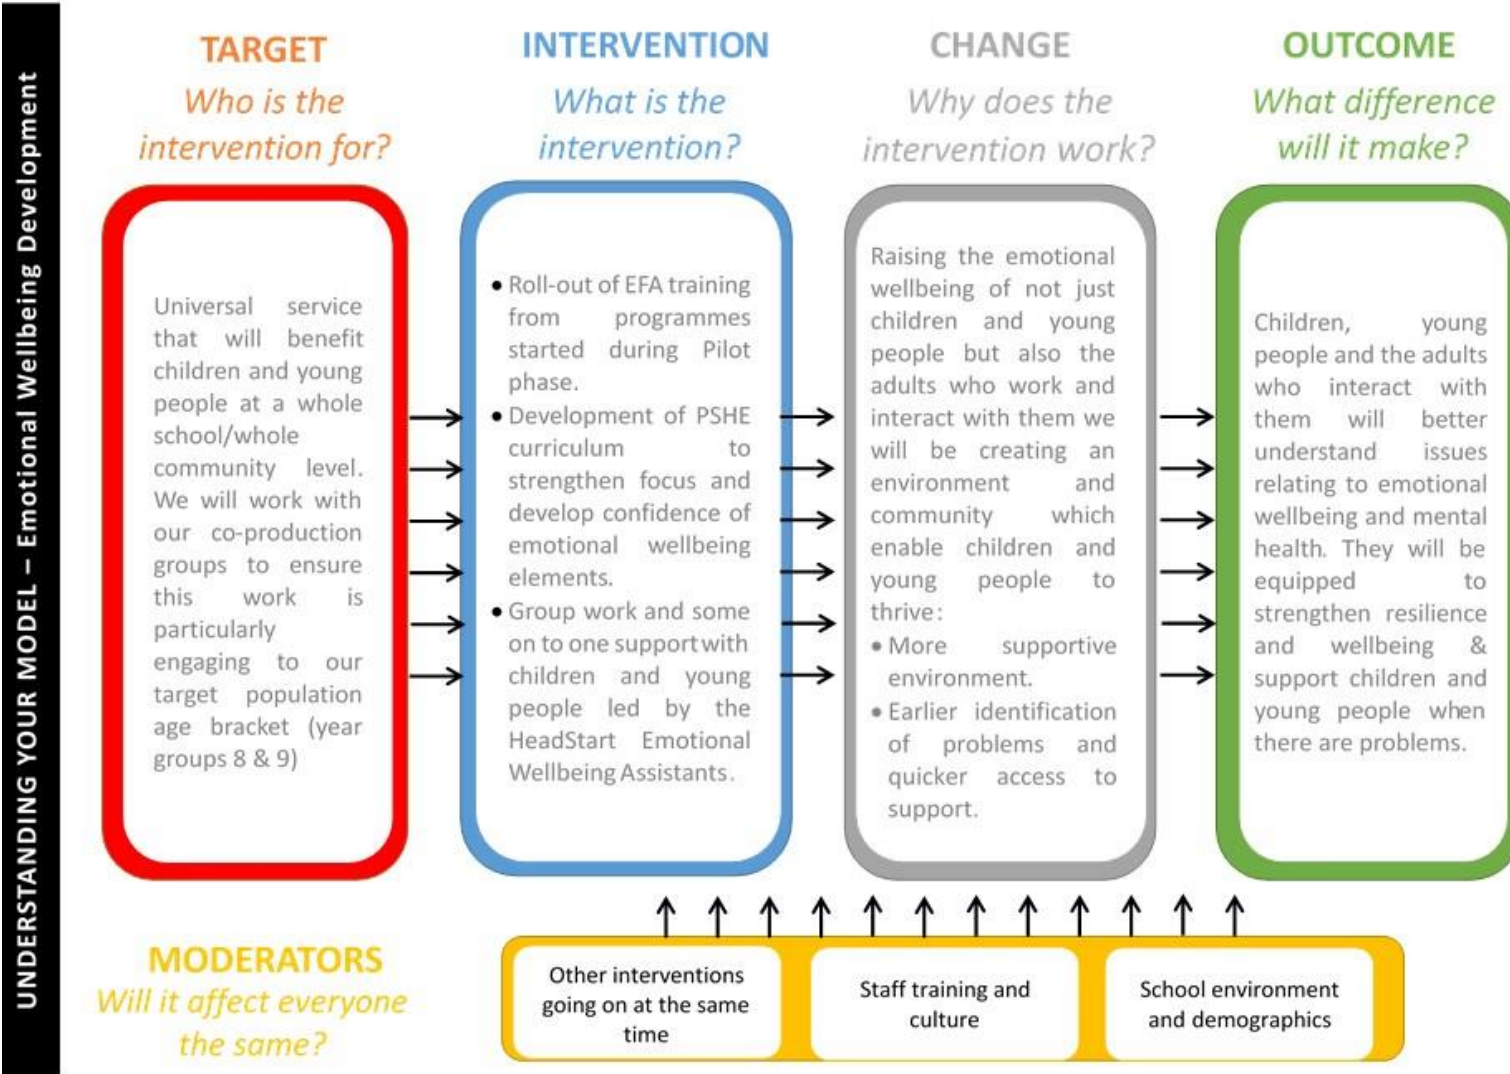 UNDERSTANDING YOUR MODEL – Emotional Wellbeing Development
TARGET
Who is the
intervention for?
Universal service
that will benefit
children and young
people at a whole
school/whole
community level.
We will work with
our co-production
groups to ensure
this work is
particularly
engaging to our
target population
age bracket (year
groups 8 & 9)
INTERVENTION
What is the
intervention?
• Roll-out of EFA training
from programmes
started during Pilot
phase.
• Development of PSHE
curriculum to
strengthen focus and
develop confidence of
emotional wellbeing
elements.
• Group work and some
on to one support with
children and young
people led by the
HeadStart Emotional
Wellbeing Assistants.
CHANGE
Why does the
intervention work?
Raising the emotional
wellbeing of not just
children and young
people but also the
adults who work and
interact with them we
will be creating an
environment and
community which
enable children and
young people to
thrive:
• More supportive
environment.
• Earlier identification
of problems and
quicker access to
support.
OUTCOME
What difference
will it make?
Children, young
people and the adults
who interact with
them will better
understand issues
relating to emotional
wellbeing and mental
health. They will be
equipped to
strengthen resilience
and wellbeing &
support children and
young people when
there are problems.
MODERATORS
Will it affect everyone
the same?
Other interventions
going on at the same
time
Staff training and
culture
School environment
and demographics